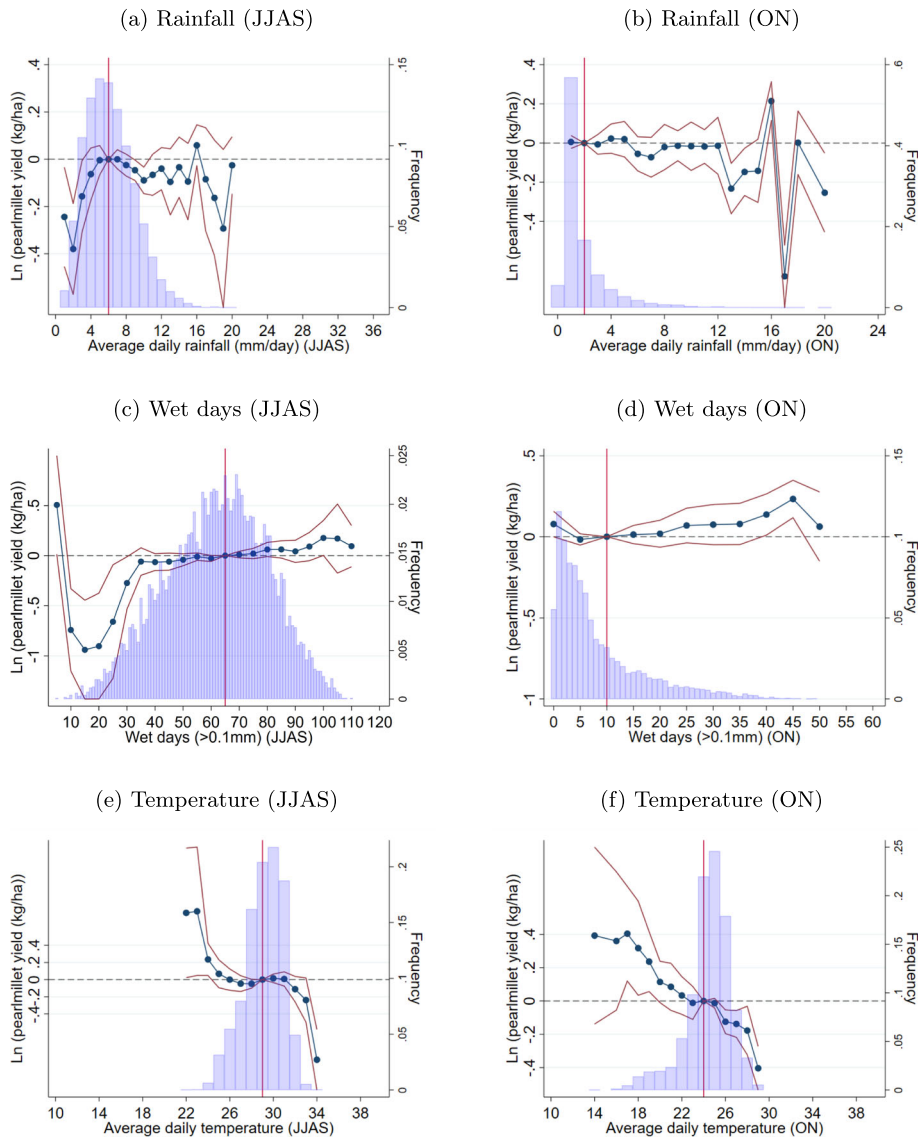 (a) Rainfall (JJAS)
Ln (pearlmillet yield (kg/ha))
.4
.2
0
-.2
-.4
.15
.1
.05
0
Frequency
0 4 8 12 16 20 24 28 32 36
Average daily rainfall (mm/day) (JJAS)
(b) Rainfall (ON)
Ln (pearlmillet yield (kg/ha))
.4
.2
0
-.2
-.4
.6
.4
.2
0
Frequency
0 4 8 12 16 20 24
Average daily rainfall (mm/day) (ON)
(c) Wet days (JJAS)
Ln (pearlmillet yield (kg/ha))
.5
0
-.5
-1
.025
.02
.015
.01
.005
0
Frequency
10 20 30 40 50 60 70 80 90 100 110 120
Wet days (>0.1mm) (JJAS)
(d) Wet days (ON)
Ln (pearlmillet yield (kg/ha))
.5
0
-.5
-1
.15
.1
.05
0
Frequency
0 5 10 15 20 25 30 35 40 45 50 55 60
Wet days (>0.1mm) (ON)
(e) Temperature (JJAS)
Ln (pearlmillet yield (kg/ha))
.4
.2
0
-.2
-.4
.2
.15
.1
.05
0
Frequency
10 14 18 22 26 30 34 38
Average daily temperature (JJAS)
(f) Temperature (ON)
Ln (pearlmillet yield (kg/ha))
.4
.2
0
-.2
-.4
.25
.2
.15
.1
.05
0
Frequency
10 14 18 22 26 30 34 38
Average daily temperature (ON)